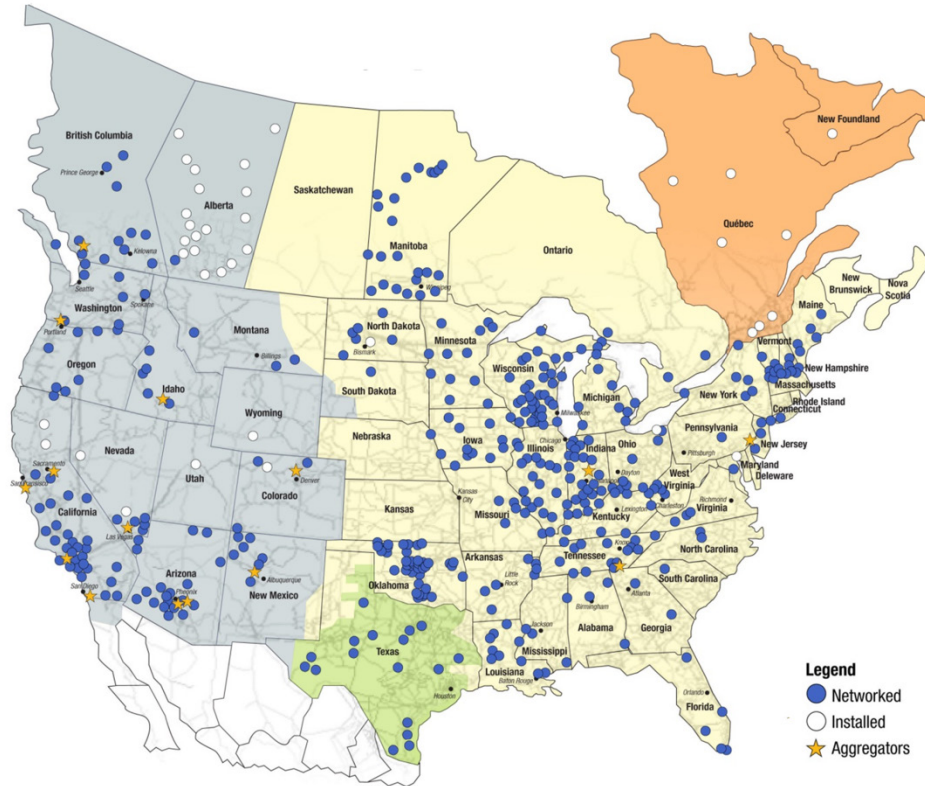 New Foundland
British Columbia
Prince George
Alberta
Saskatchewan
Québec
Manitoba
Ontario
Kelowna
Winnipeg
New
Brunswick
Nova
Scotia
Seattle
Spokane
Washington
Maine
Portland
Montana
North Dakota
Bismark
Minnesota
Vermont
Billings
Oregon
Wisconsin
New Hampshire
Idaho
South Dakota
Michigan
New York
Massachusetts
Rhode Island
Connecticut
Wyoming
Milwaukee
Nebraska
Iowa
Chicago
Illinois
Indiana
Ohio
Pennsylvania
New Jersey
Pittsburgh
Nevada
Sacramento
Utah
Colorado
Denver
Dayton
West
Virginia
Maryland
Deleware
California
Kansas
Kansas
City
Missouri
Lexington
Kentucky
Charleston
Richmond
Virginia
Las Vegas
Arizona
Oklahoma
Arkansas
Tennessee
North Carolina
Albuquerque
New Mexico
Little
Rock
South Carolina
San Diego
Phoenix
Birmingham
Atlanta
Jackson
Alabama
Georgia
Texas
Mississippi
Louisiana
Baton Rouge
Houston
Orlando
Florida
Legend
Networked
Installed
Aggregators